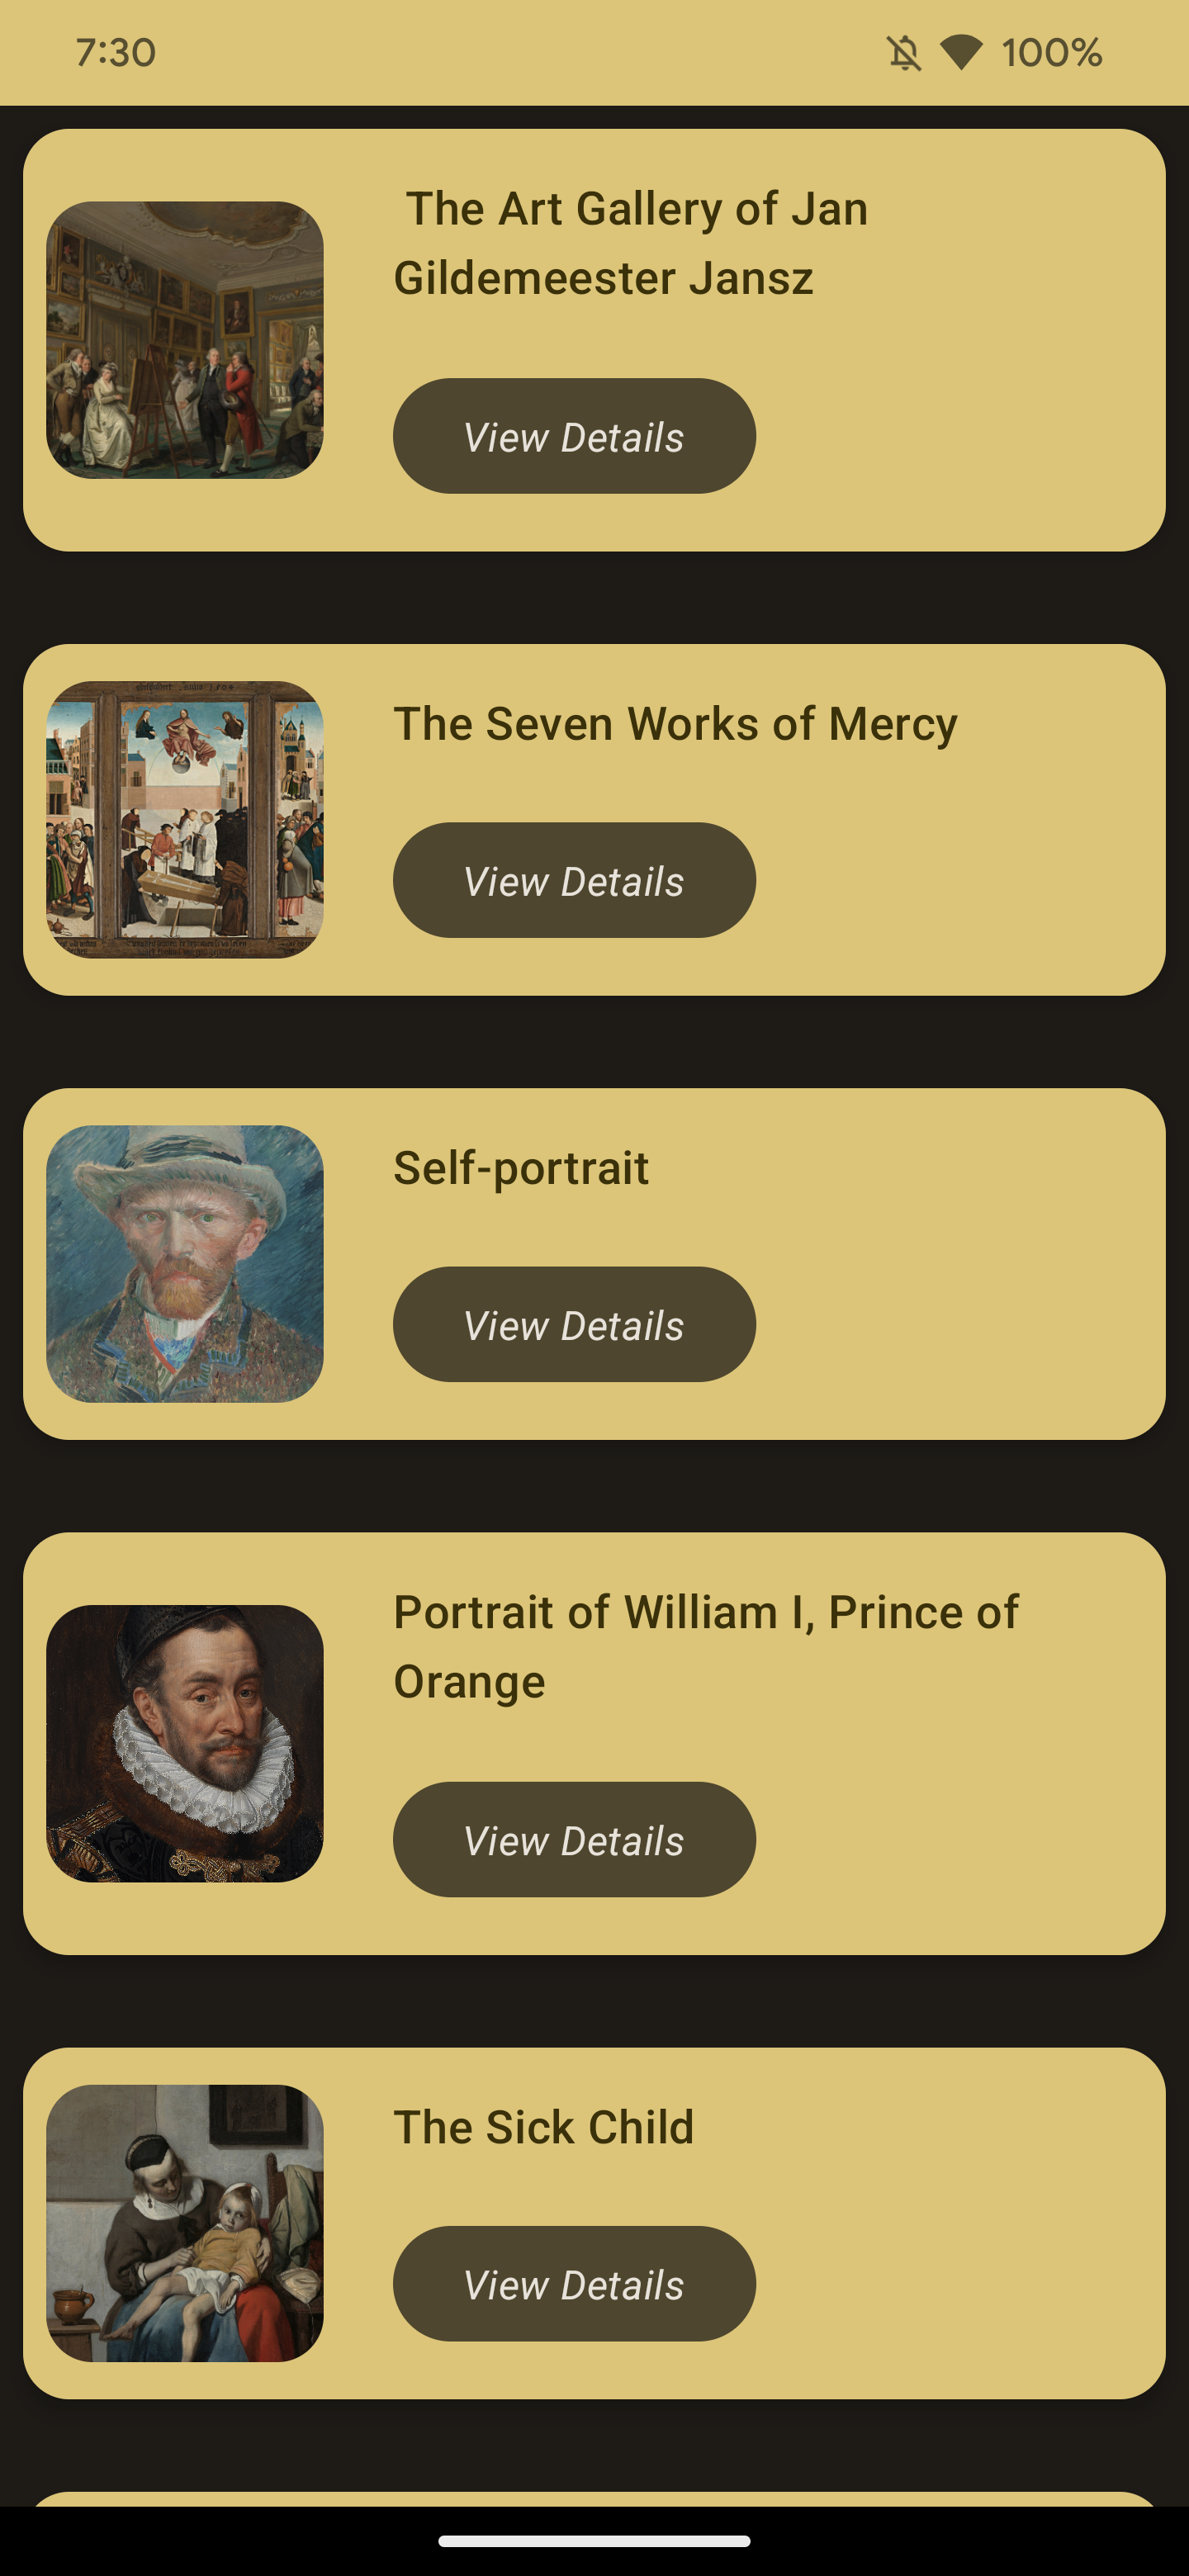 7:30 100%
The Art Gallery of Jan
Gildemeester Jansz
View Details
The Seven Works of Mercy
View Details
Self-portrait
View Details
Portrait of William I, Prince of
Orange
View Details
The Sick Child
View Details